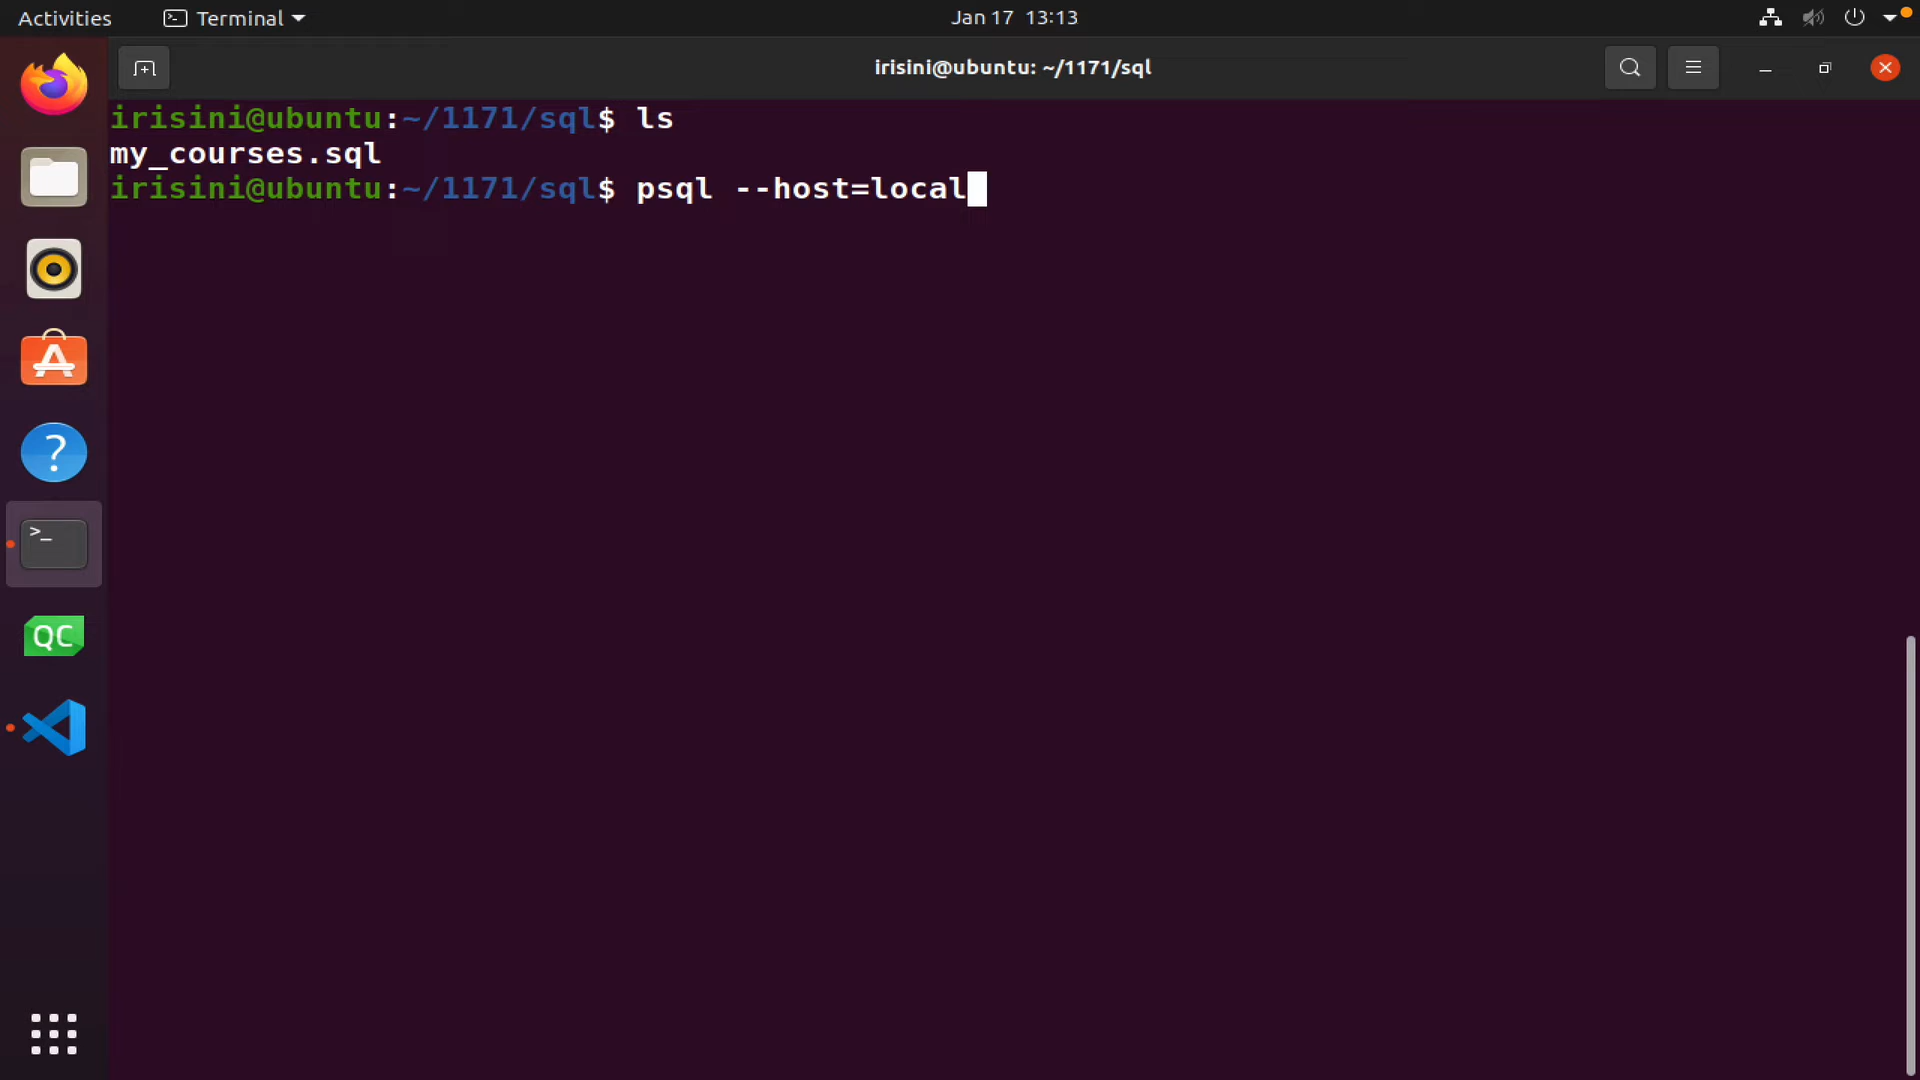 Activities
Terminal
Jan 17 13:13
irisini@ubuntu: ~/1171/sql
irisini@ubuntu:~/1171/sql$ ls
my_courses.sql
irisini@ubuntu:~/1171/sql$ psql --host=local
?
>_
QC